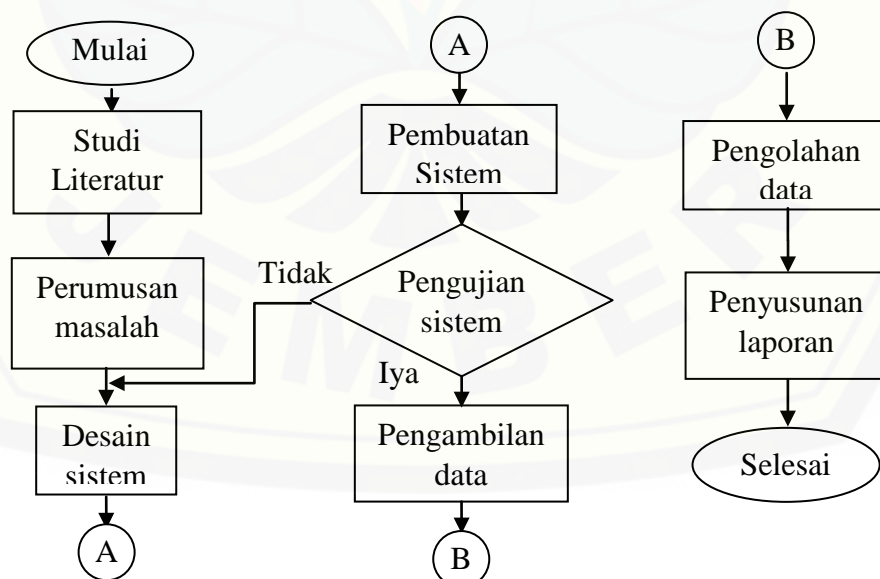 Mulai
Studi
Literatur
Perumusan
masalah
Desain
sistem
A
A
Pembuatan
Sistem
Pengujian
sistem
Tidak
Iya
Pengambilan
data
B
B
Pengolahan
data
Penyusunan
laporan
Selesai
JEMBER